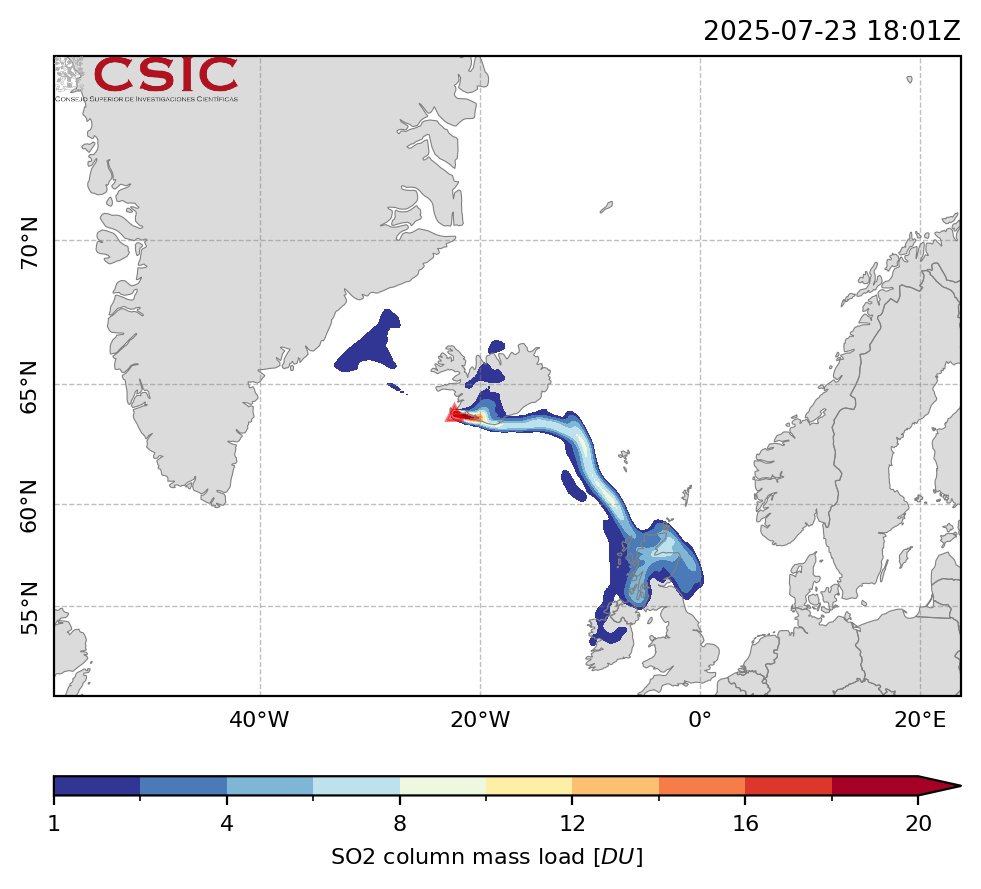 2025-07-23 18:01Z
CSIC
CONSEJO SUPERIOR DE INVESTIGACIONES CIENTÍFICAS
70°N
65°N
60°N
55°N
40°W 20°W 0° 20°E
1 4 8 12 16 20
SO2 column mass load [DU]